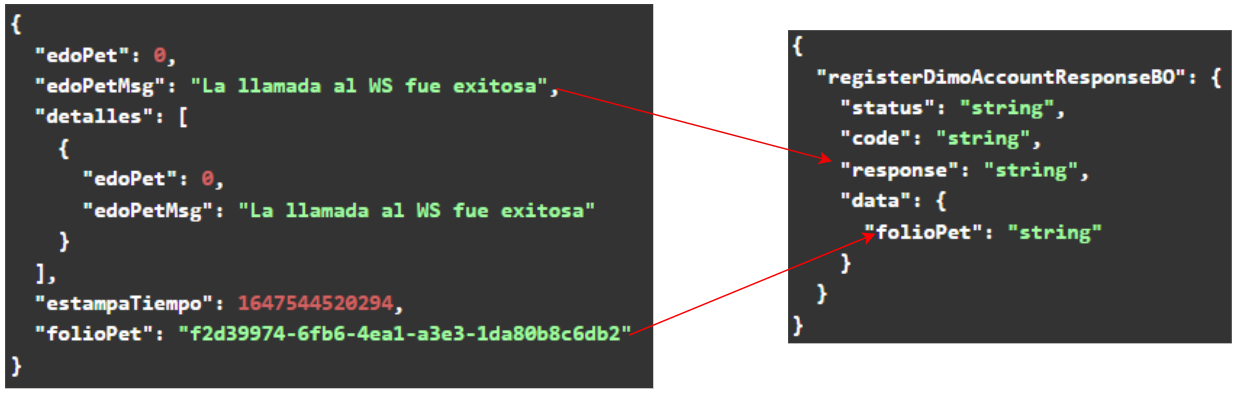 {
"edoPet": 0,
"edoPetMsg": "La llamada al WS fue exitosa",
"detalles": [
{
"edoPet": 0,
"edoPetMsg": "La llamada al WS fue exitosa"
}
],
"estampaTiempo": 1647544520294,
"folioPet": "f2d39974-6fb6-4ea1-a3e3-1da80b8c6db2"
}
{
"registerDimoAccountResponseBO": {
"status": "string",
"code": "string",
"response": "string",
"data": {
"folioPet": "string"
}
}
}